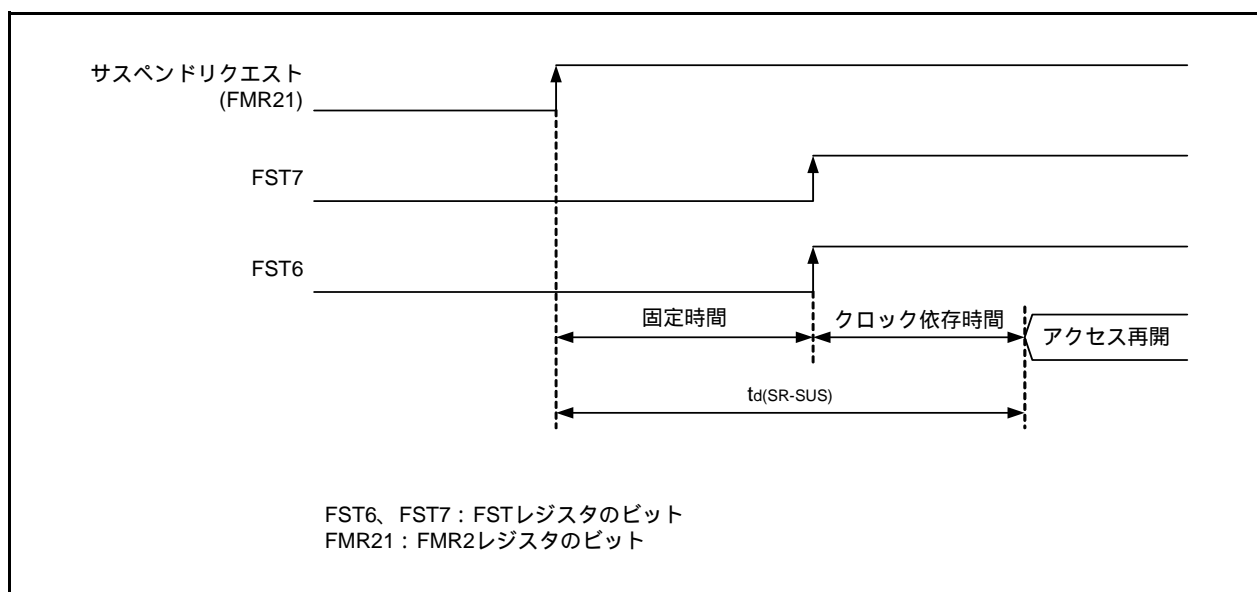 サスペンドリクエスト
(FMR21)
FST7
FST6
固定時間
クロック依存時間
アクセス再開
td(SR-SUS)
FST6、FST7：FSTレジスタのビット
FMR21：FMR2レジスタのビット